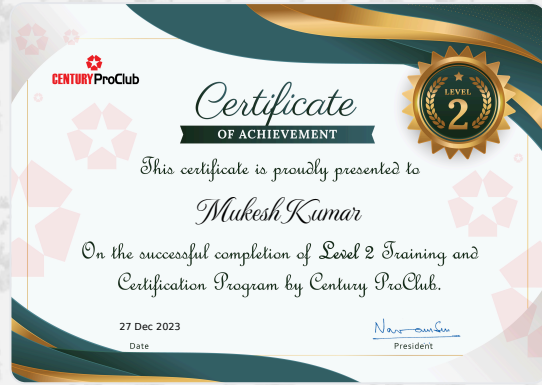 CENTURY ProClub
Certificate
OF ACHIEVEMENT
LEVEL
2
This certificate is proudly presented to
Mukesh Kumar
On the successful completion of Level 2 Training and
Certification Program by Century ProClub.
27 Dec 2023
Date
President